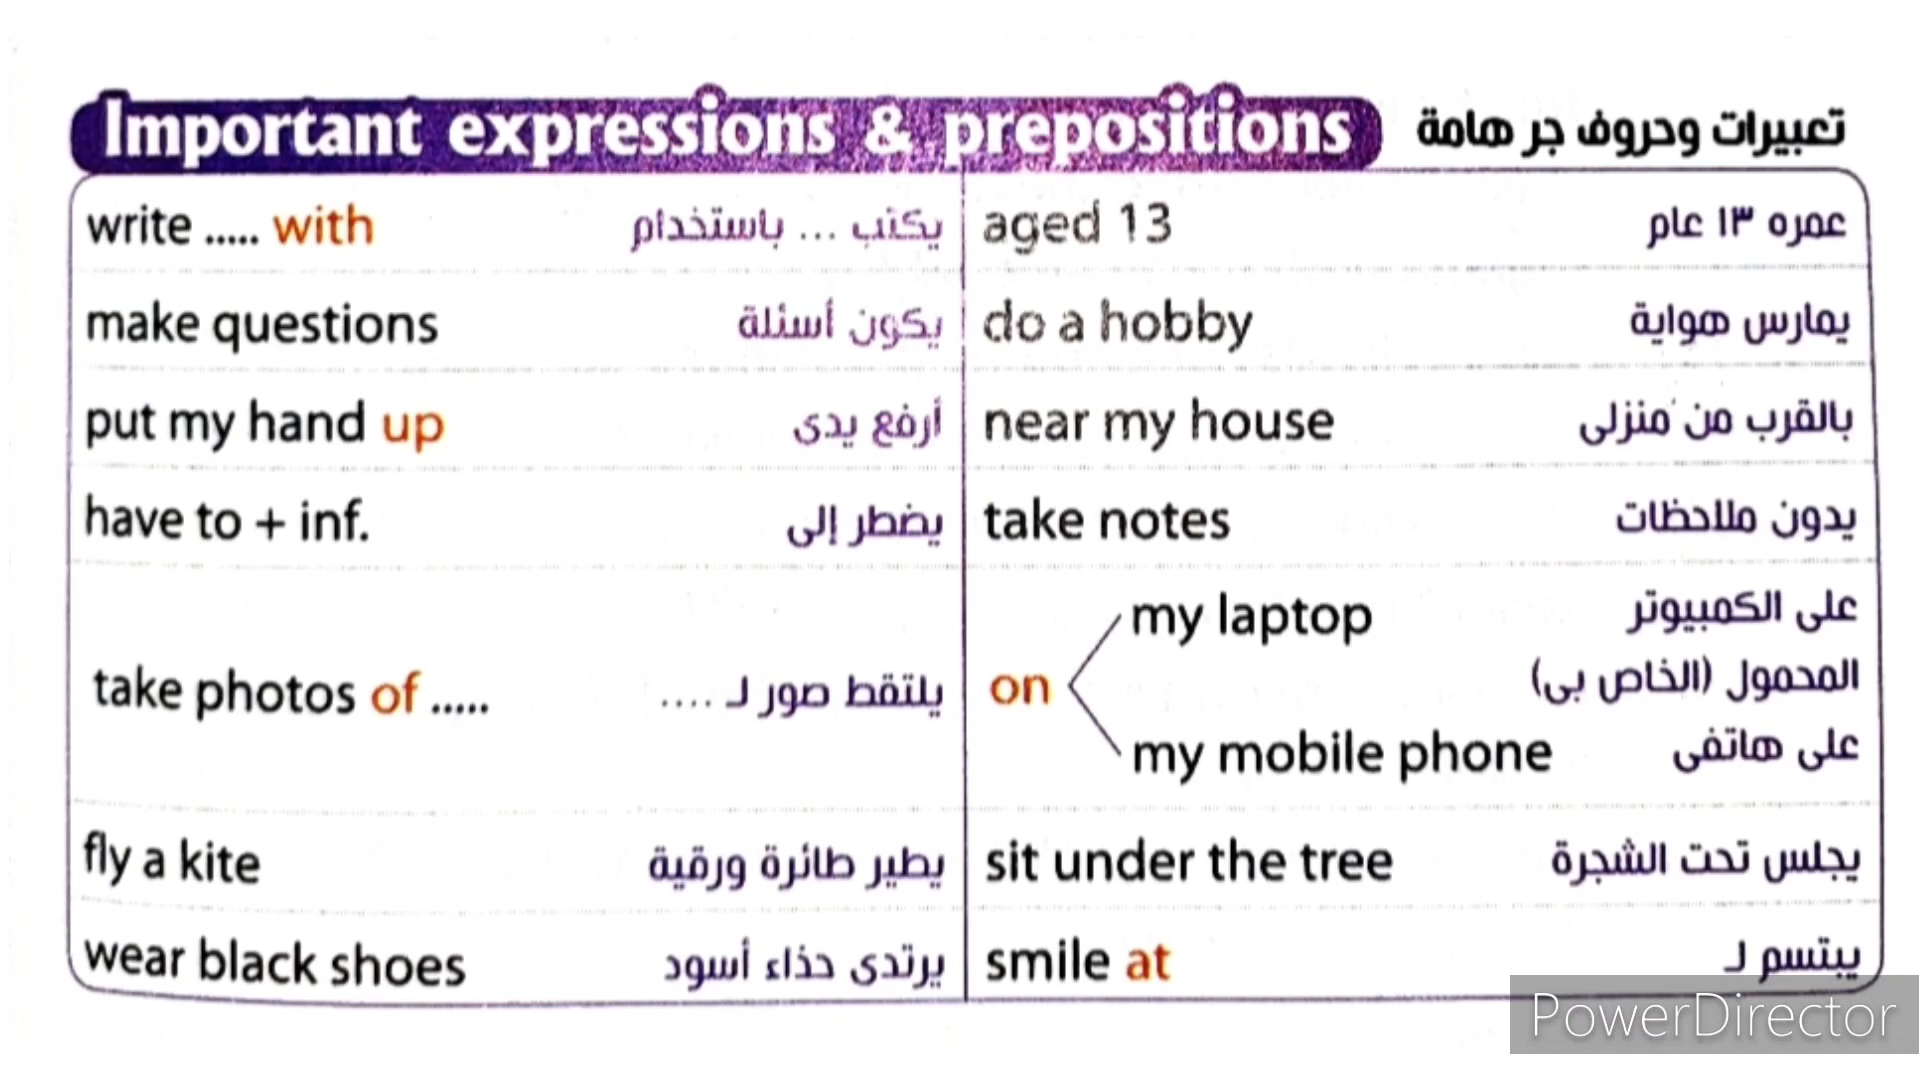 Important expressions & prepositions تعبيرات وحروف جر هامة
write ..... with يكتب ... باستخدام
aged 13 عمره ١٣ عام
make questions يكون أسئلة
do a hobby يمارس هواية
put my hand up أرفع يدى
near my house بالقرب من منزلى
have to + inf. يضطر إلى
take notes يدون ملاحظات
take photos of ..... يلتقط صور لـ ....
on
my laptop على الكمبيوتر
المحمول (الخاص بى)
my mobile phone على هاتفى
fly a kite يطير طائرة ورقية
sit under the tree يجلس تحت الشجرة
wear black shoes يرتدى حذاء أسود
smile at يبتسم لـ
PowerDirector